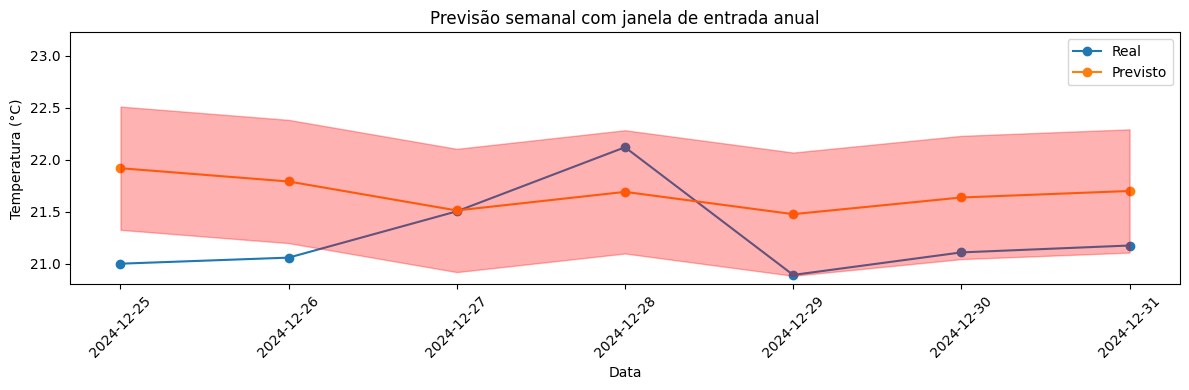 Previsão semanal com janela de entrada anual
Real
Previsto
Temperatura (°C)
23.0
22.5
22.0
21.5
21.0
2024-12-25
2024-12-26
2024-12-27
2024-12-28
2024-12-29
2024-12-30
2024-12-31
Data